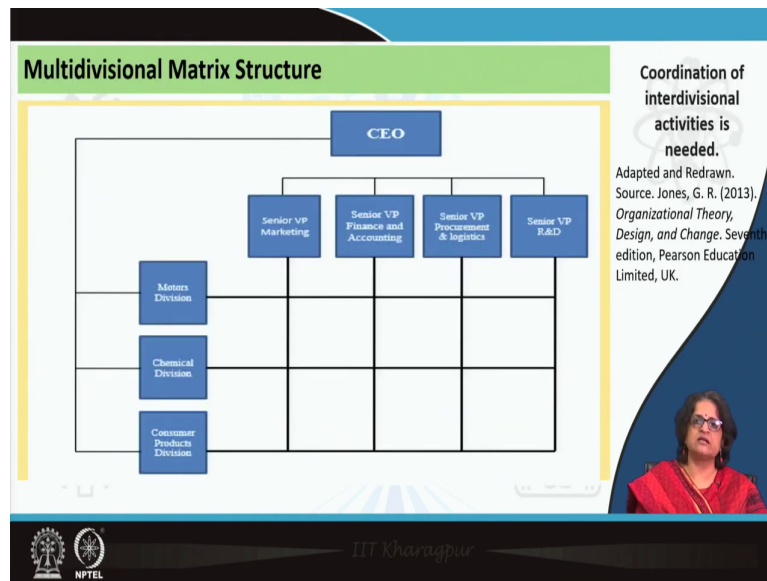 Multidivisional Matrix Structure
CEO
Senior VP
Marketing
Senior VP
Finance and
Accounting
Senior VP
Procurement
& logistics
Senior VP
R&D
Motors
Division
Chemical
Division
Consumer
Products
Division
Coordination of
interdivisional
activities is
needed.
Adapted and Redrawn.
Source. Jones, G. R. (2013).
Organizational Theory,
Design, and Change. Seventh
edition, Pearson Education
Limited, UK.
NPTEL
IIT Kharagpur